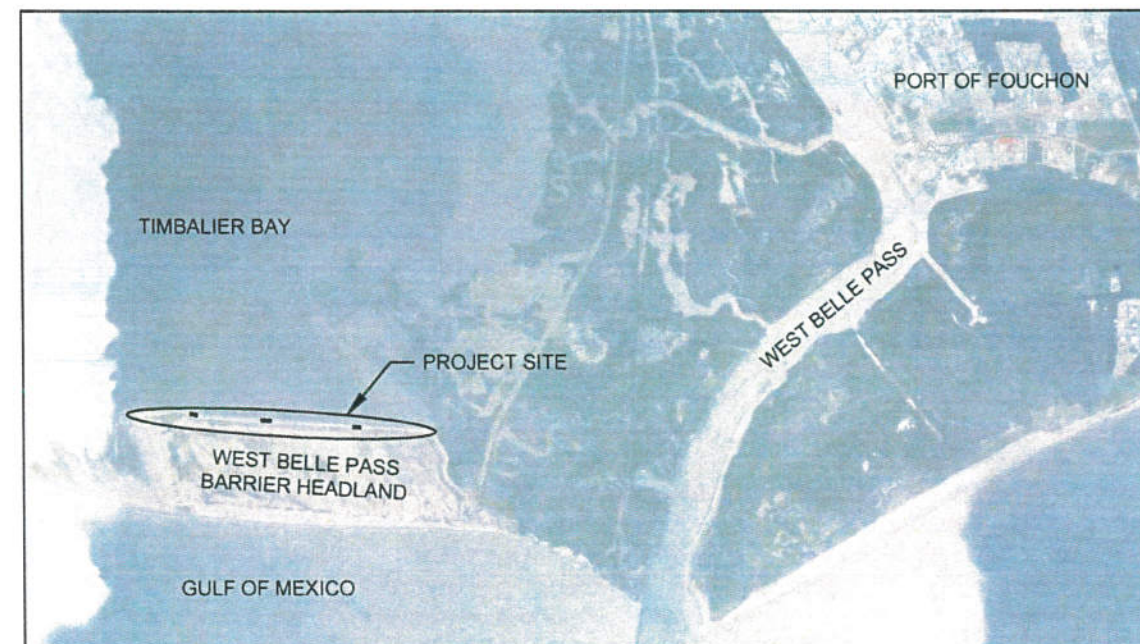 PORT OF FOUCHON
TIMBALIER BAY
WEST BELLE PASS
PROJECT SITE
WEST BELLE PASS
BARRIER HEADLAND
GULF OF MEXICO